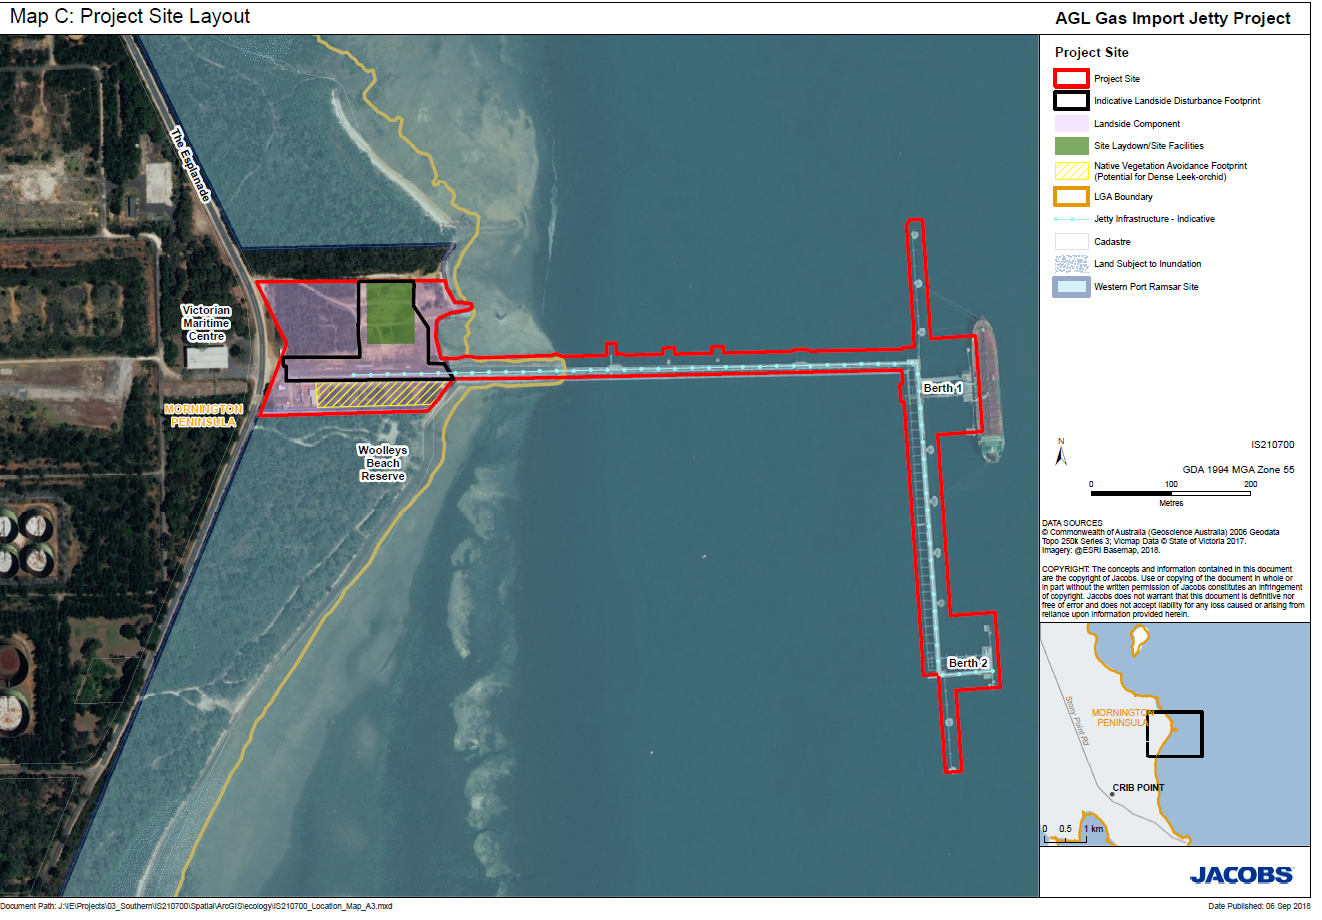 Map C: Project Site Layout
AGL Gas Import Jetty Project
The Esplanade
Victorian
Maritime
Centre
MORNINGTON
PENINSULA
Woolleys
Beach
Reserve
Berth 1
Berth 2
Project Site
Project Site
Indicative Landside Disturbance Footprint
Landside Component
Site Laydown/Site Facilities
Native Vegetation Avoidance Footprint
(Potential for Dense Leek-orchid)
LGA Boundary
Jetty Infrastructure - Indicative
Cadastre
Land Subject to Inundation
Western Port Ramsar Site
N
IS210700
GDA 1994 MGA Zone 55
0 100 200
Metres
DATA SOURCES
© Commonwealth of Australia (Geoscience Australia) 2006 Geodata
Topo 250k Series 3; Vicmap Data © State of Victoria 2017.
Imagery: @ESRI Basemap, 2018.
COPYRIGHT: The concepts and information contained in this document
are the copyright of Jacobs. Use or copying of the document in whole or
in part without the written permission of Jacobs constitutes an infringement
of copyright. Jacobs does not warrant that this document is definitive nor
free of error and does not accept liability for any loss caused or arising from
reliance upon information provided herein.
Stony Point Rd
MORNINGTON
PENINSULA
CRIB POINT
0 0.5 1 km
JACOBS
Document Path: J:\IE\Projects\03_Southern\IS210700\Spatial\ArcGIS\ecology\IS210700_Location_Map_A3.mxd
Date Published: 06 Sep 2018